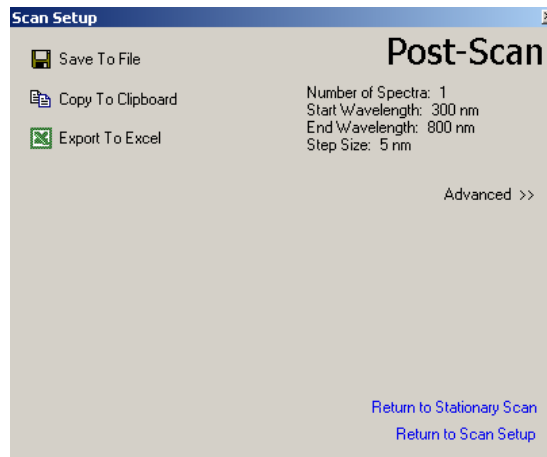 Scan Setup
Post-Scan
Save To File
Copy To Clipboard
Export To Excel
Number of Spectra: 1
Start Wavelength: 300 nm
End Wavelength: 800 nm
Step Size: 5 nm
Advanced >>
Return to Stationary Scan
Return to Scan Setup